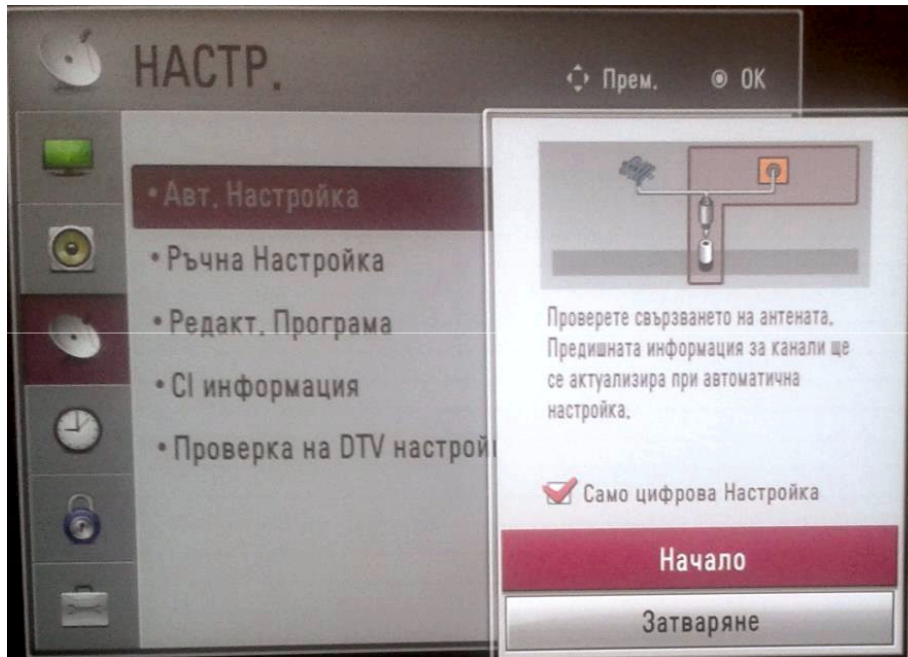 НАСТР.
Прем. OK
• Авт. Настройка
• Ръчна Настройка
• Редакт. Програма
• CI информация
• Проверка на DTV настрой
Проверете свързването на антената.
Предишната информация за канали ще
се актуализира при автоматична
настройка.
Само цифрова Настройка
Начало
Затваряне